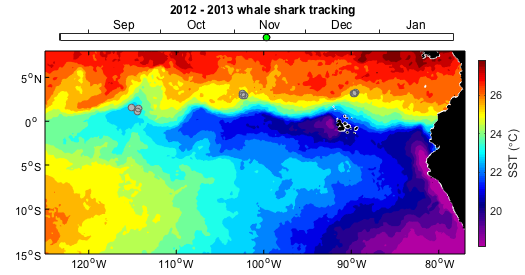 2012 - 2013 whale shark tracking
Sep Oct Nov Dec Jan
5°N
0°
5°S
10°S
15°S
120°W 110°W 100°W 90°W 80°W
26
24
22
20
SST (°C)